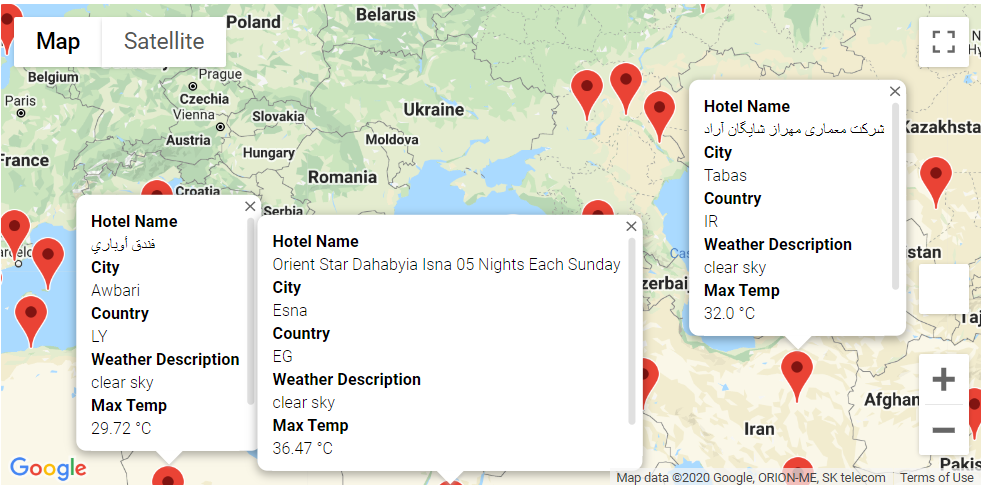 Map
Satellite
Poland
Belarus
Belgium
Prague
Paris
Czechia
Vienna
Ukraine
Slovakia
Austria
Moldova
France
Hungary
Romania
Croatia
Serbia
Kazakhsta
Iran
Afghan
Pakis
Hotel Name
فندق أوباري
City
Awbari
Country
LY
Weather Description
clear sky
Max Temp
29.72 °C
Hotel Name
Orient Star Dahabyia Isna 05 Nights Each Sunday
City
Esna
Country
EG
Weather Description
clear sky
Max Temp
36.47 °C
Hotel Name
شرکت معماری مهراز شایگان آراد
City
Tabas
Country
IR
Weather Description
clear sky
Max Temp
32.0 °C
Google
Map data ©2020 Google, ORION-ME, SK telecom
Terms of Use